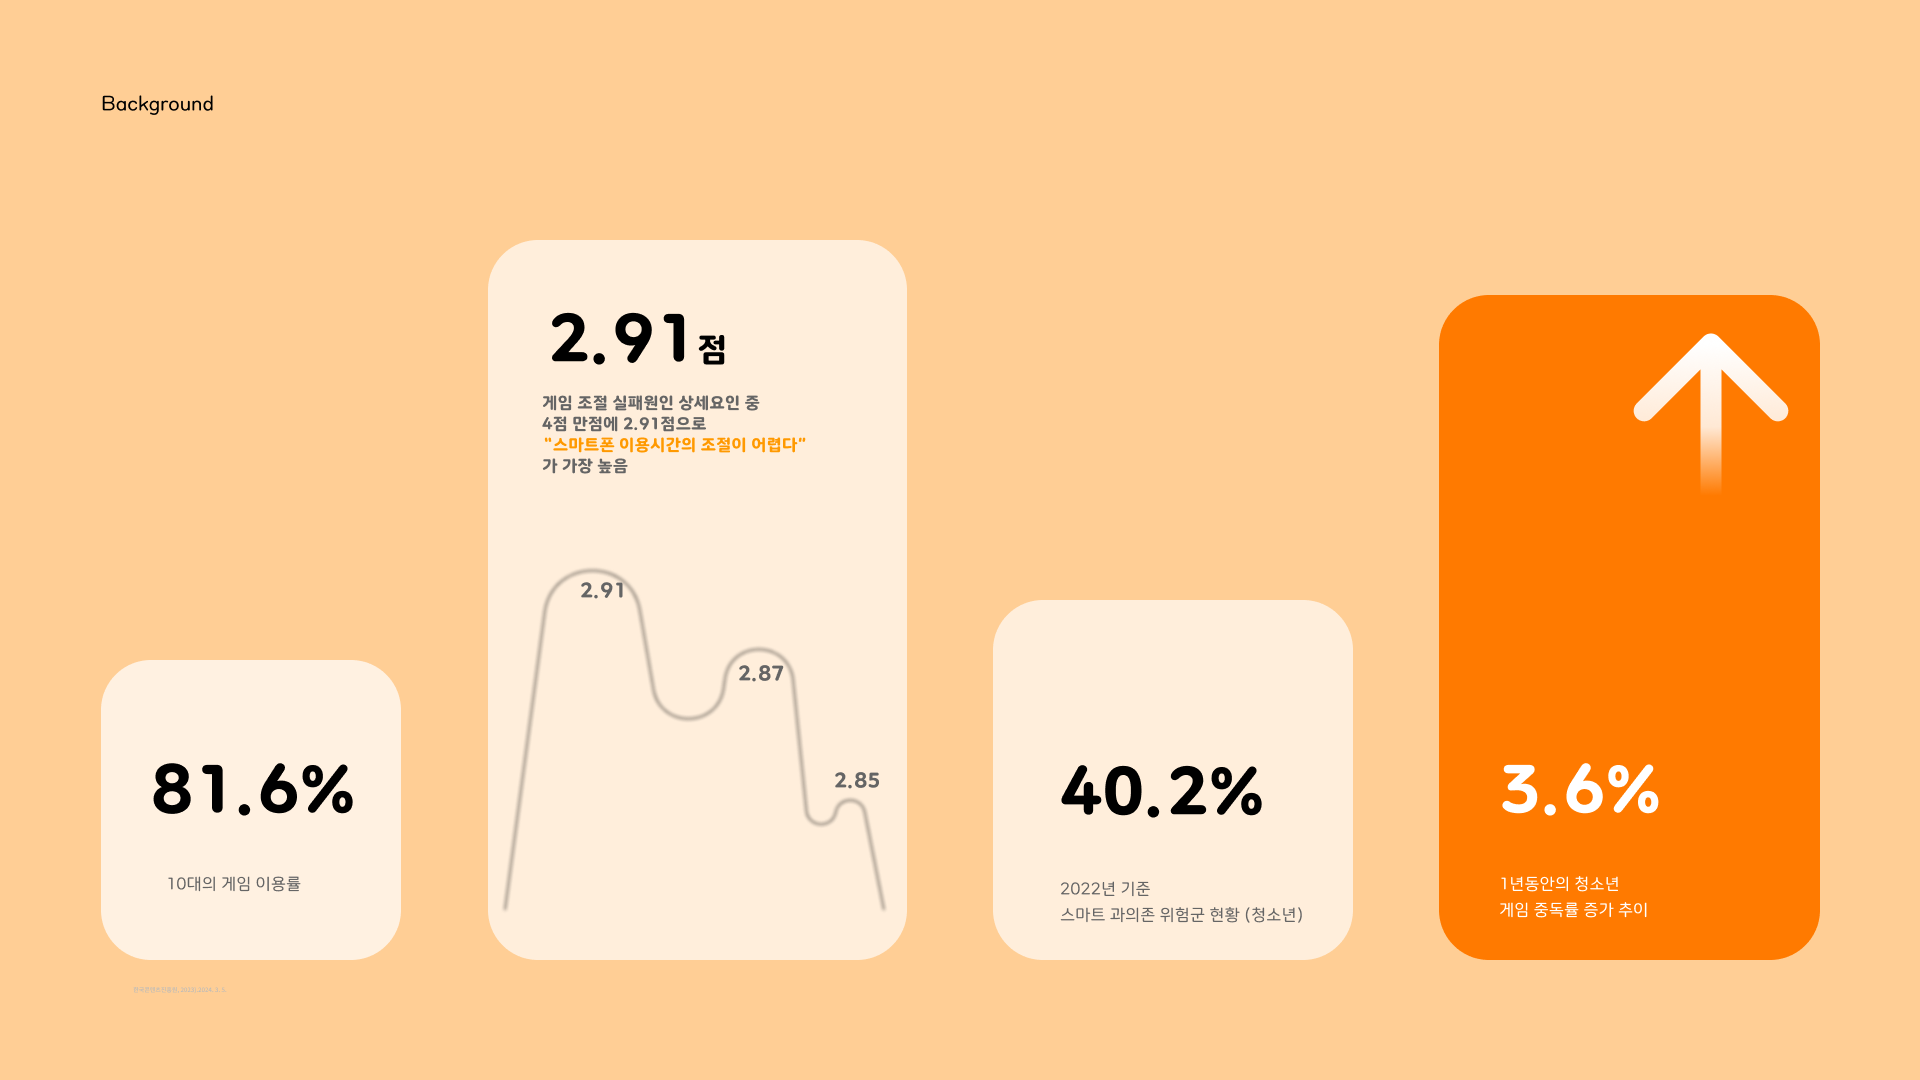 Background
81.6%
10대의 게임 이용률
2.91점
게임 조절 실패원인 상세요인 중
4점 만점에 2.91점으로
"스마트폰 이용시간의 조절이 어렵다"
가 가장 높음
2.91
2.87
2.85
40.2%
2022년 기준
스마트 과의존 위험군 현황 (청소년)
3.6%
1년동안의 청소년
게임 중독률 증가 추이